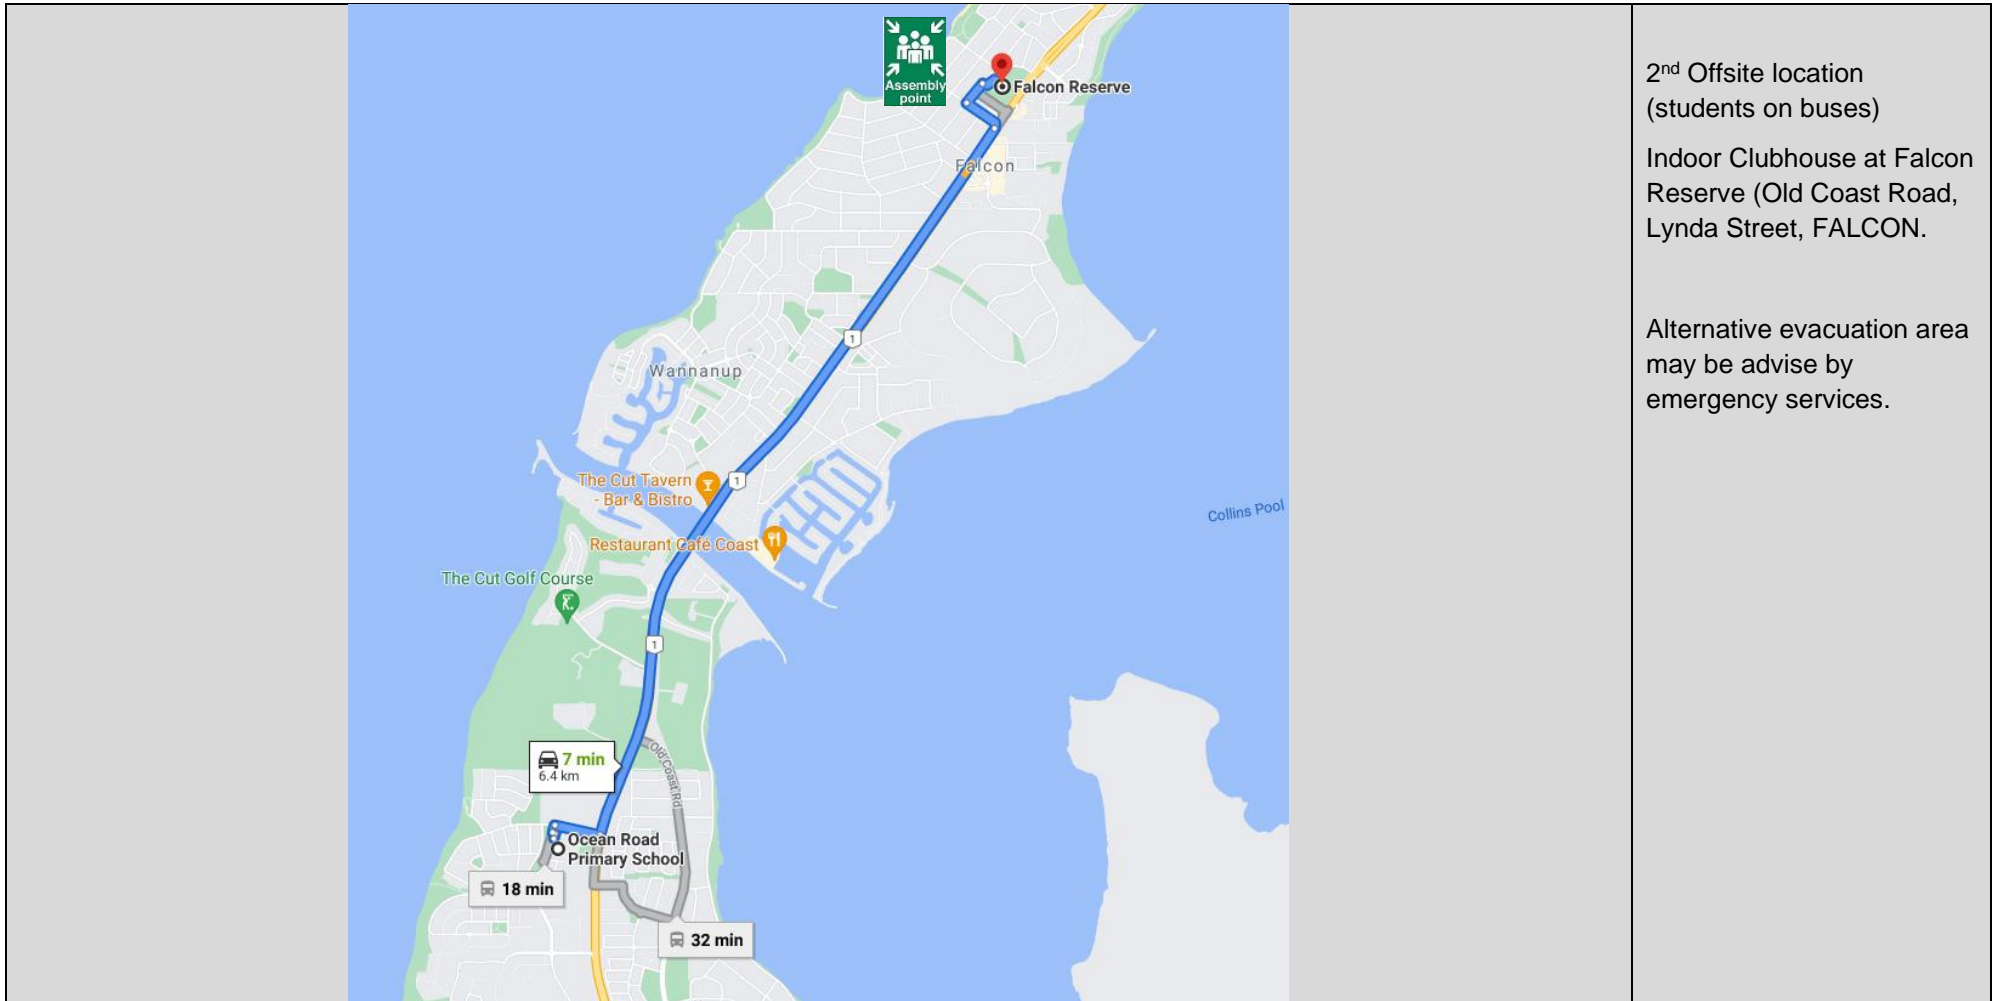 Assembly
point
Falcon Reserve
Falcon
1
Wannanup
The Cut Tavern
- Bar & Bistro
1
Collins Pool
Restaurant Café Coast
The Cut Golf Course
1
Old Coast Rd
7 min
6.4 km
Ocean Road
Primary School
18 min
32 min
2nd Offsite location
(students on buses)
Indoor Clubhouse at Falcon
Reserve (Old Coast Road,
Lynda Street, FALCON.
Alternative evacuation area
may be advise by
emergency services.